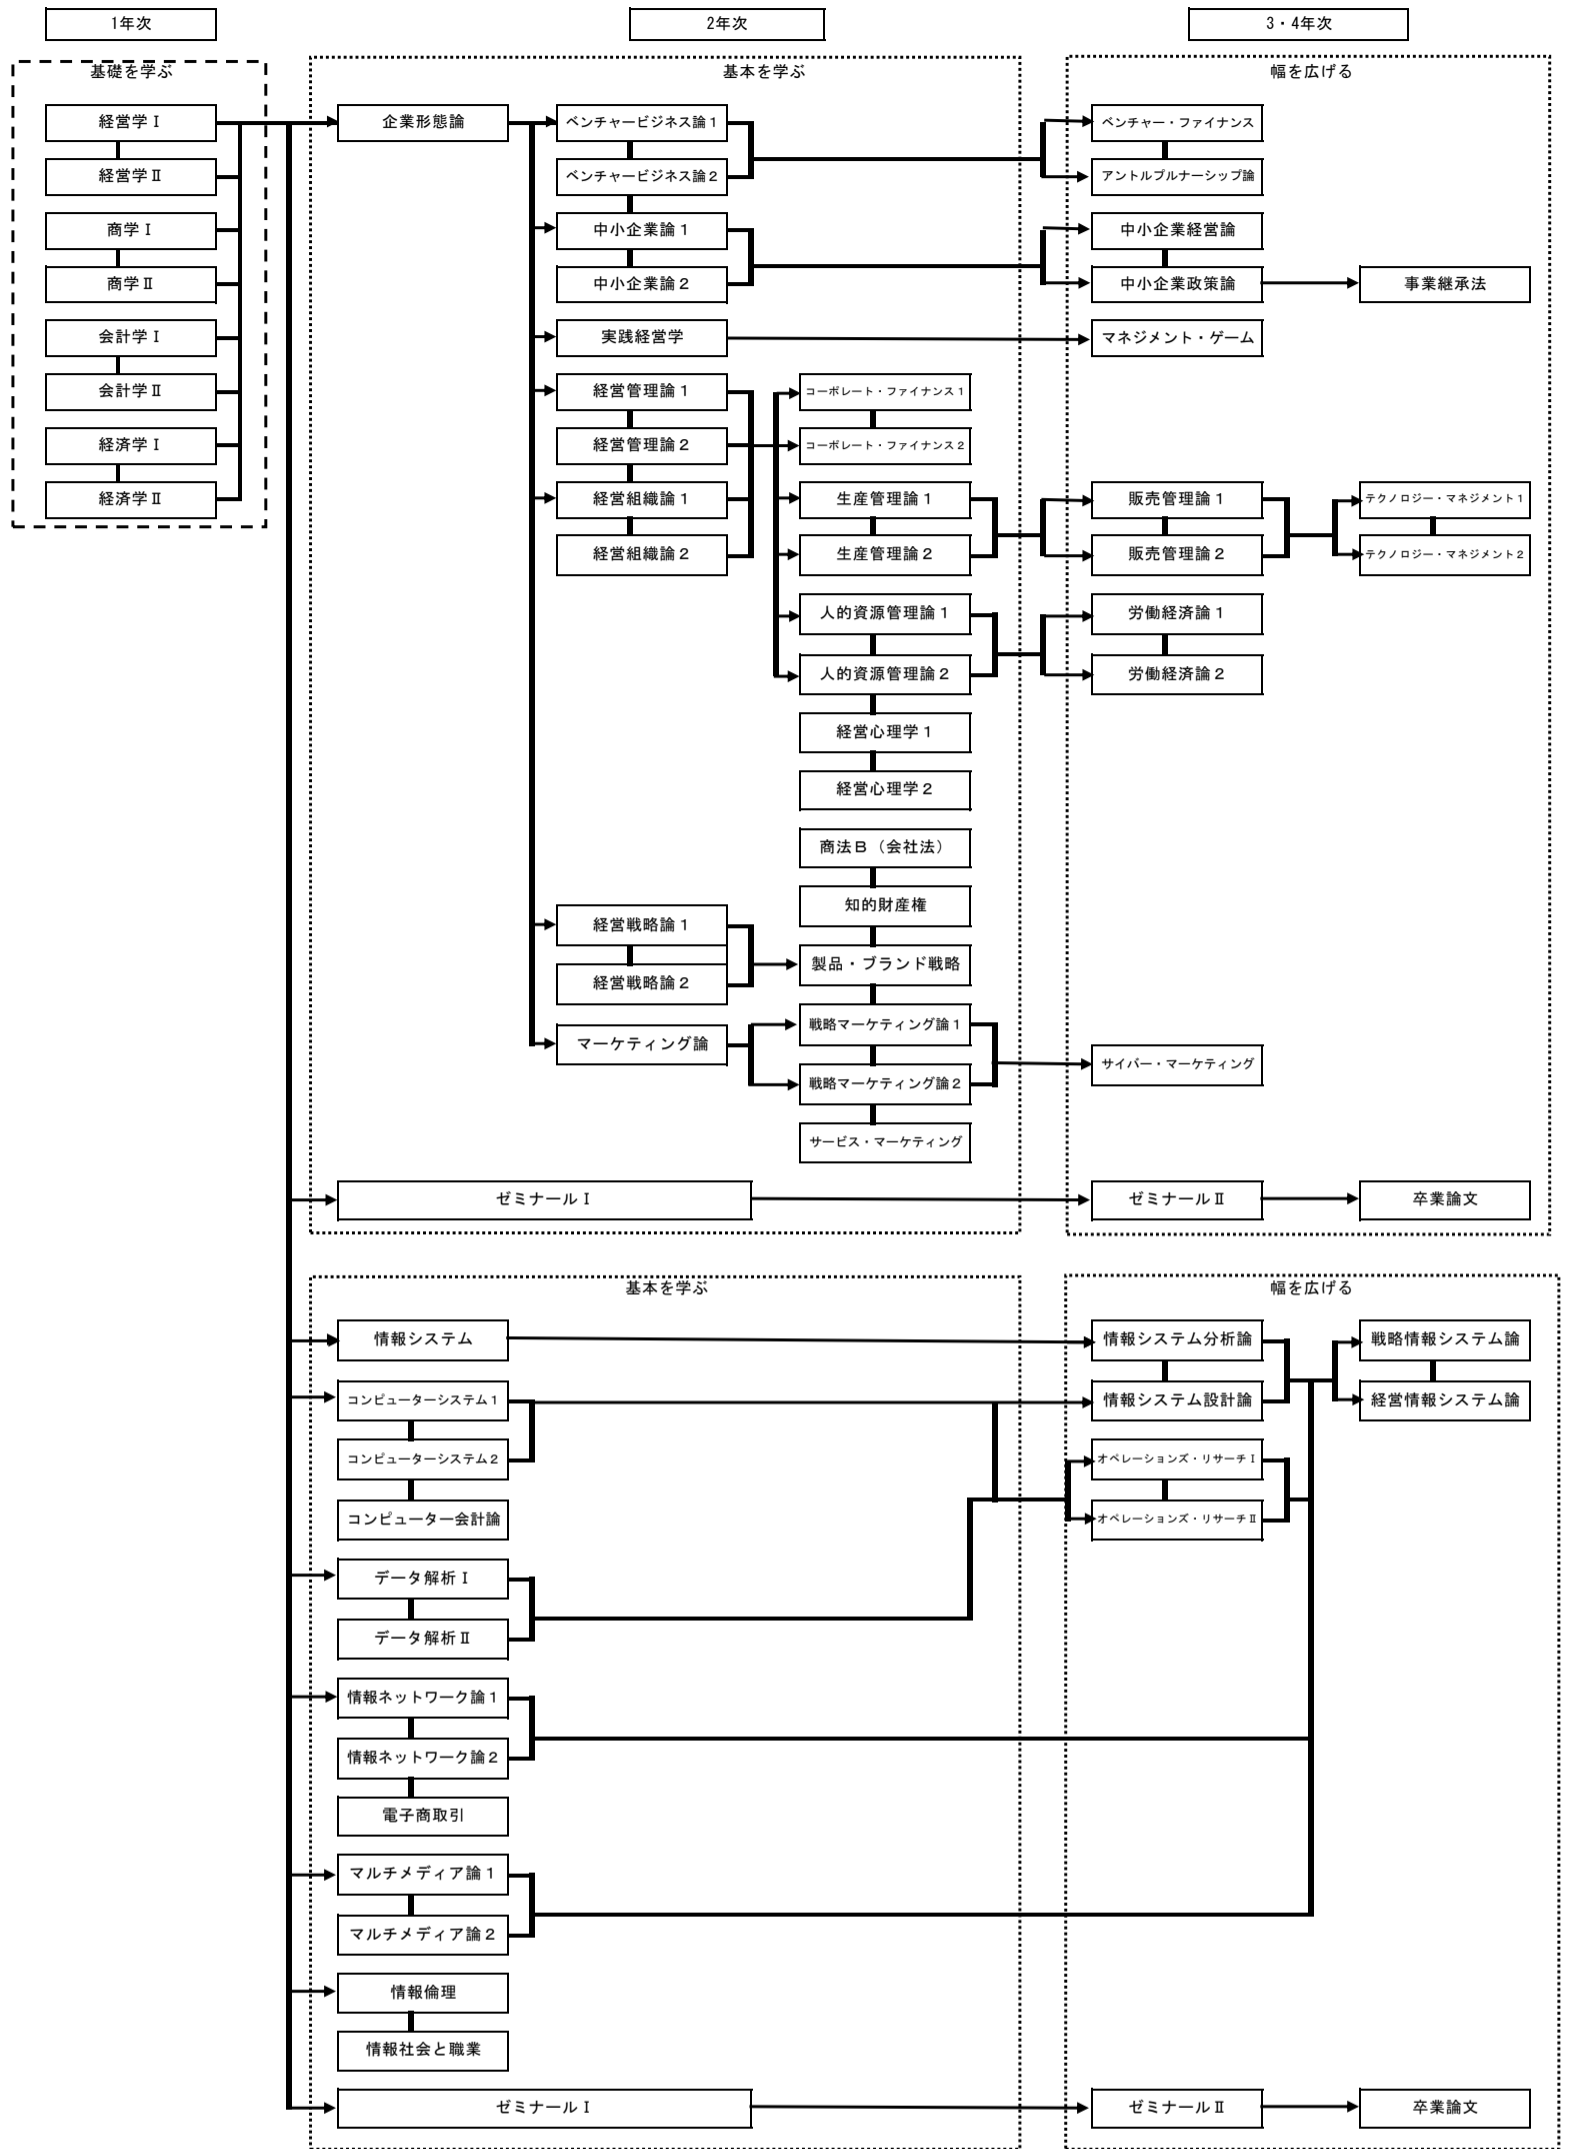 1年次
2年次
3・4年次
基礎を学ぶ
経営学Ⅰ
経営学Ⅱ
商学Ⅰ
商学Ⅱ
会計学Ⅰ
会計学Ⅱ
経済学Ⅰ
経済学Ⅱ
基本を学ぶ
企業形態論
ベンチャービジネス論1
ベンチャービジネス論2
中小企業論1
中小企業論2
実践経営学
経営管理論1
経営管理論2
経営組織論1
経営組織論2
コーポレート・ファイナンス1
コーポレート・ファイナンス2
生産管理論1
生産管理論2
人的資源管理論1
人的資源管理論2
経営心理学1
経営心理学2
商法B（会社法）
知的財産権
経営戦略論1
経営戦略論2
製品・ブランド戦略
マーケティング論
戦略マーケティング論1
戦略マーケティング論2
サービス・マーケティング
ゼミナールⅠ
幅を広げる
ベンチャー・ファイナンス
アントルプルナーシップ論
中小企業経営論
中小企業政策論
事業継承法
マネジメント・ゲーム
販売管理論1
販売管理論2
テクノロジー・マネジメント1
テクノロジー・マネジメント2
労働経済論1
労働経済論2
サイバー・マーケティング
ゼミナールⅡ
卒業論文
基本を学ぶ
情報システム
コンピューターシステム1
コンピューターシステム2
コンピューター会計論
データ解析Ⅰ
データ解析Ⅱ
情報ネットワーク論1
情報ネットワーク論2
電子商取引
マルチメディア論1
マルチメディア論2
情報倫理
情報社会と職業
ゼミナールⅠ
幅を広げる
情報システム分析論
情報システム設計論
戦略情報システム論
経営情報システム論
オペレーションズ・リサーチⅠ
オペレーションズ・リサーチⅡ
ゼミナールⅡ
卒業論文